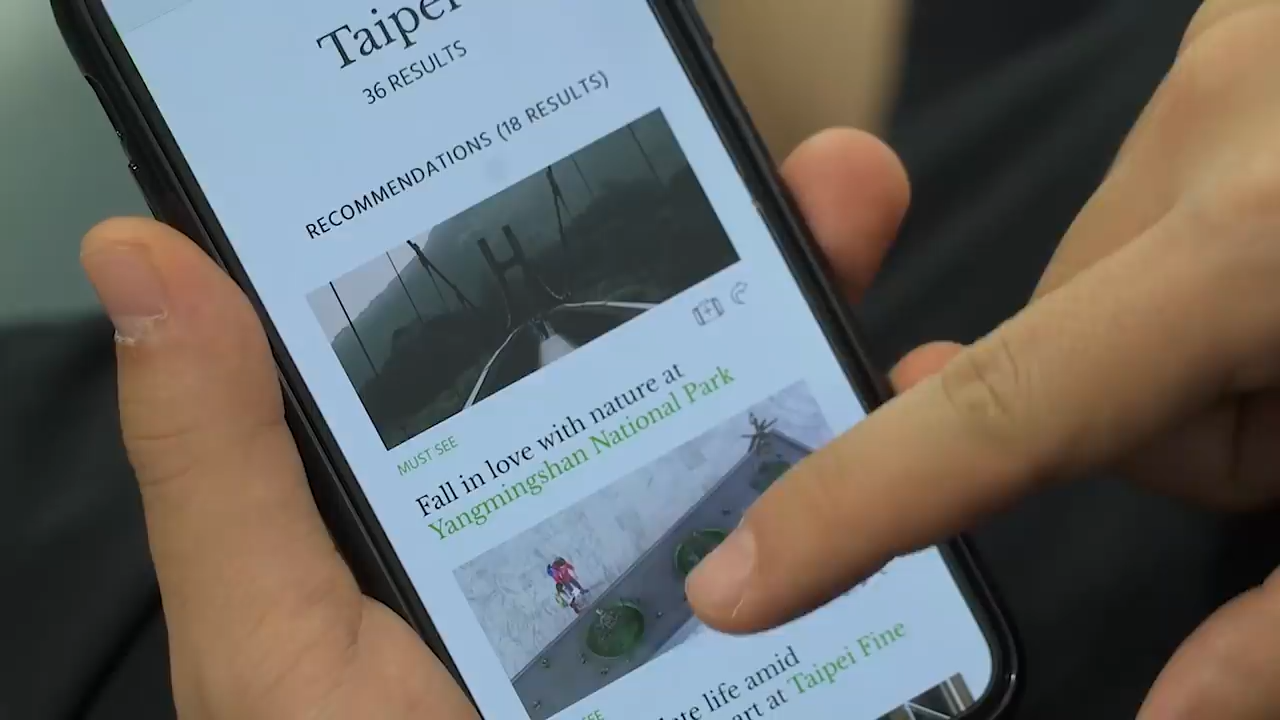 Taipei
36 RESULTS
RECOMMENDATIONS (18 RESULTS)
MUST SEE
Fall in love with nature at
Yangmingshan National Park
life amid
art at Taipei Fine